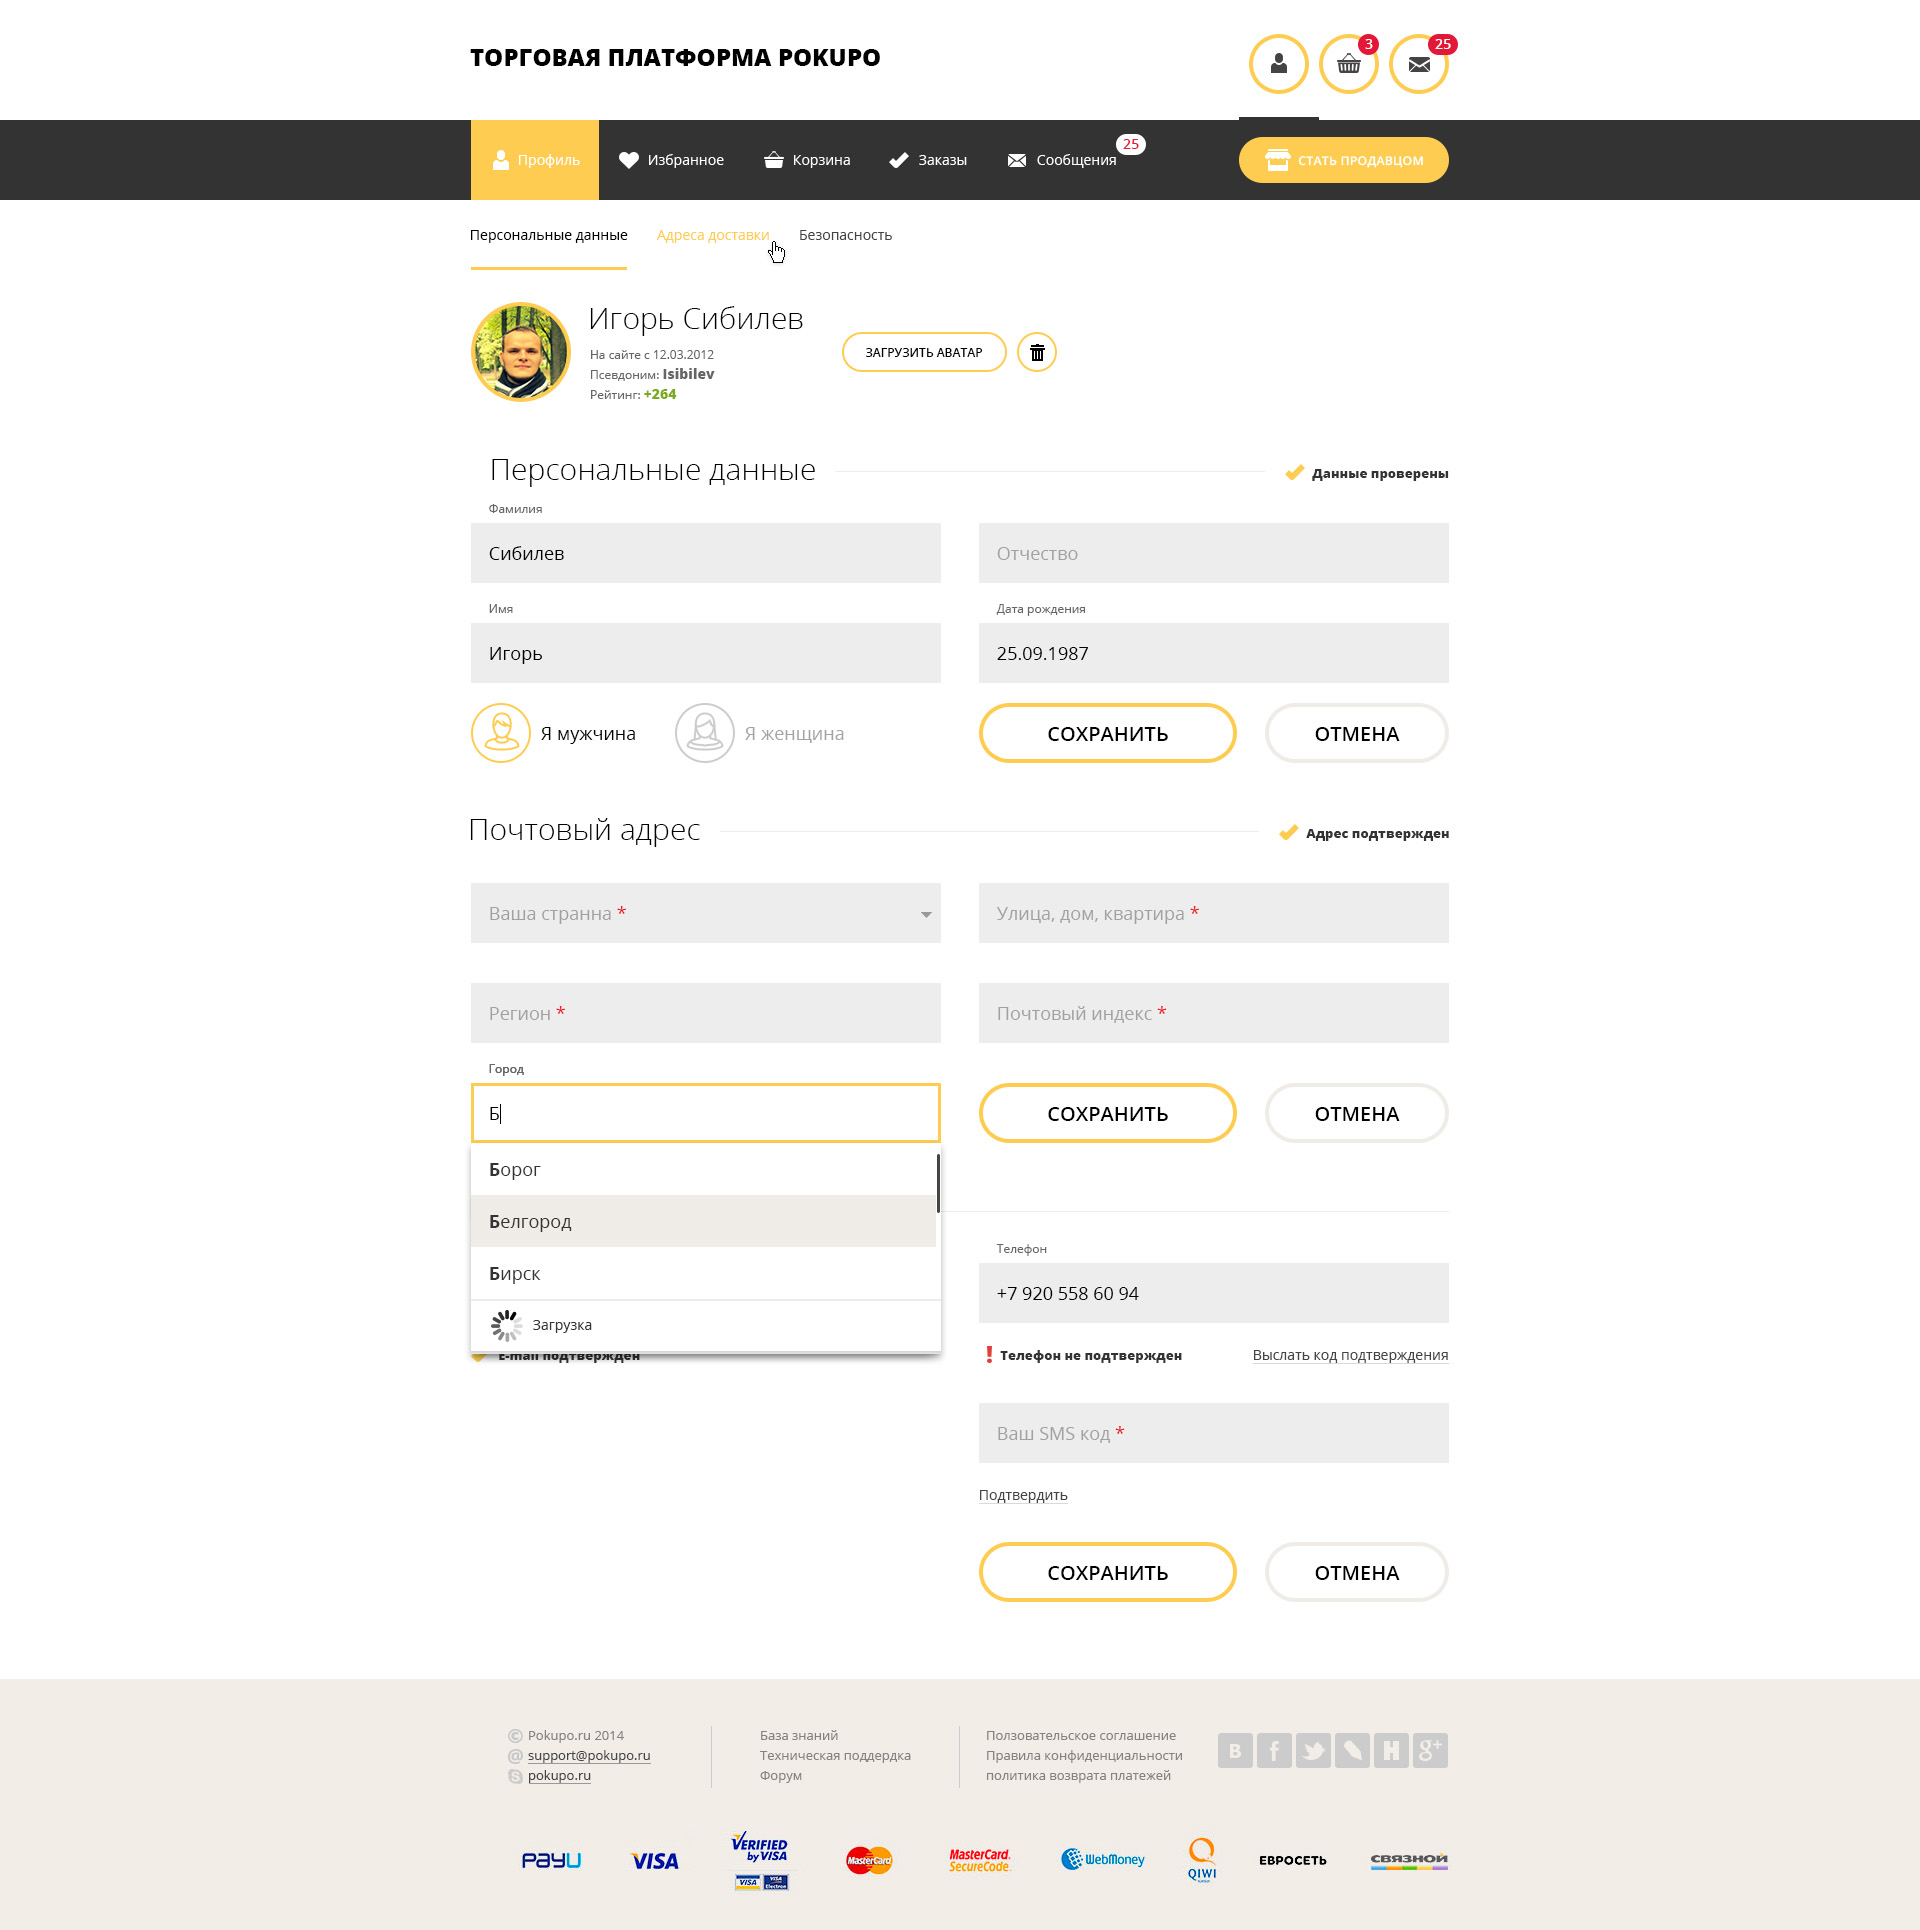 ТОРГОВАЯ ПЛАТФОРМА POKUPO
3
25
Профиль
Избранное
Корзина
Заказы
Сообщения
25
СТАТЬ ПРОДАВЦОМ
Персональные данные
Адреса доставки
Безопасность
Игорь Сибилев
На сайте с 12.03.2012
Псевдоним: Isibilev
Рейтинг: +264
ЗАГРУЗИТЬ АВАТАР
Персональные данные
Данные проверены
Фамилия
Сибилев
Отчество
Имя
Дата рождения
Игорь
25.09.1987
Я мужчина
Я женщина
СОХРАНИТЬ
ОТМЕНА
Почтовый адрес
Адрес подтвержден
Ваша странна *
Улица, дом, квартира *
Регион *
Почтовый индекс *
Город
Б
СОХРАНИТЬ
ОТМЕНА
Борог
Белгород
Бирск
Загрузка
Телефон
+7 920 558 60 94
E-mail подтвержден
Телефон не подтвержден
Выслать код подтверждения
Ваш SMS код *
Подтвердить
СОХРАНИТЬ
ОТМЕНА
© Pokupo.ru 2014
@ support@pokupo.ru
pokupo.ru
База знаний
Техническая поддердка
Форум
Ползовательское соглашение
Правила конфиденциальности
политика возврата платежей
B
f
H
g+
PayU
VISA
VERIFIED
by VISA
VISA
VISA
Electron
MasterCard
MasterCard.
SecureCode.
WebMoney
QIWI
ЕВРОСЕТЬ
СВЯЗНОЙ